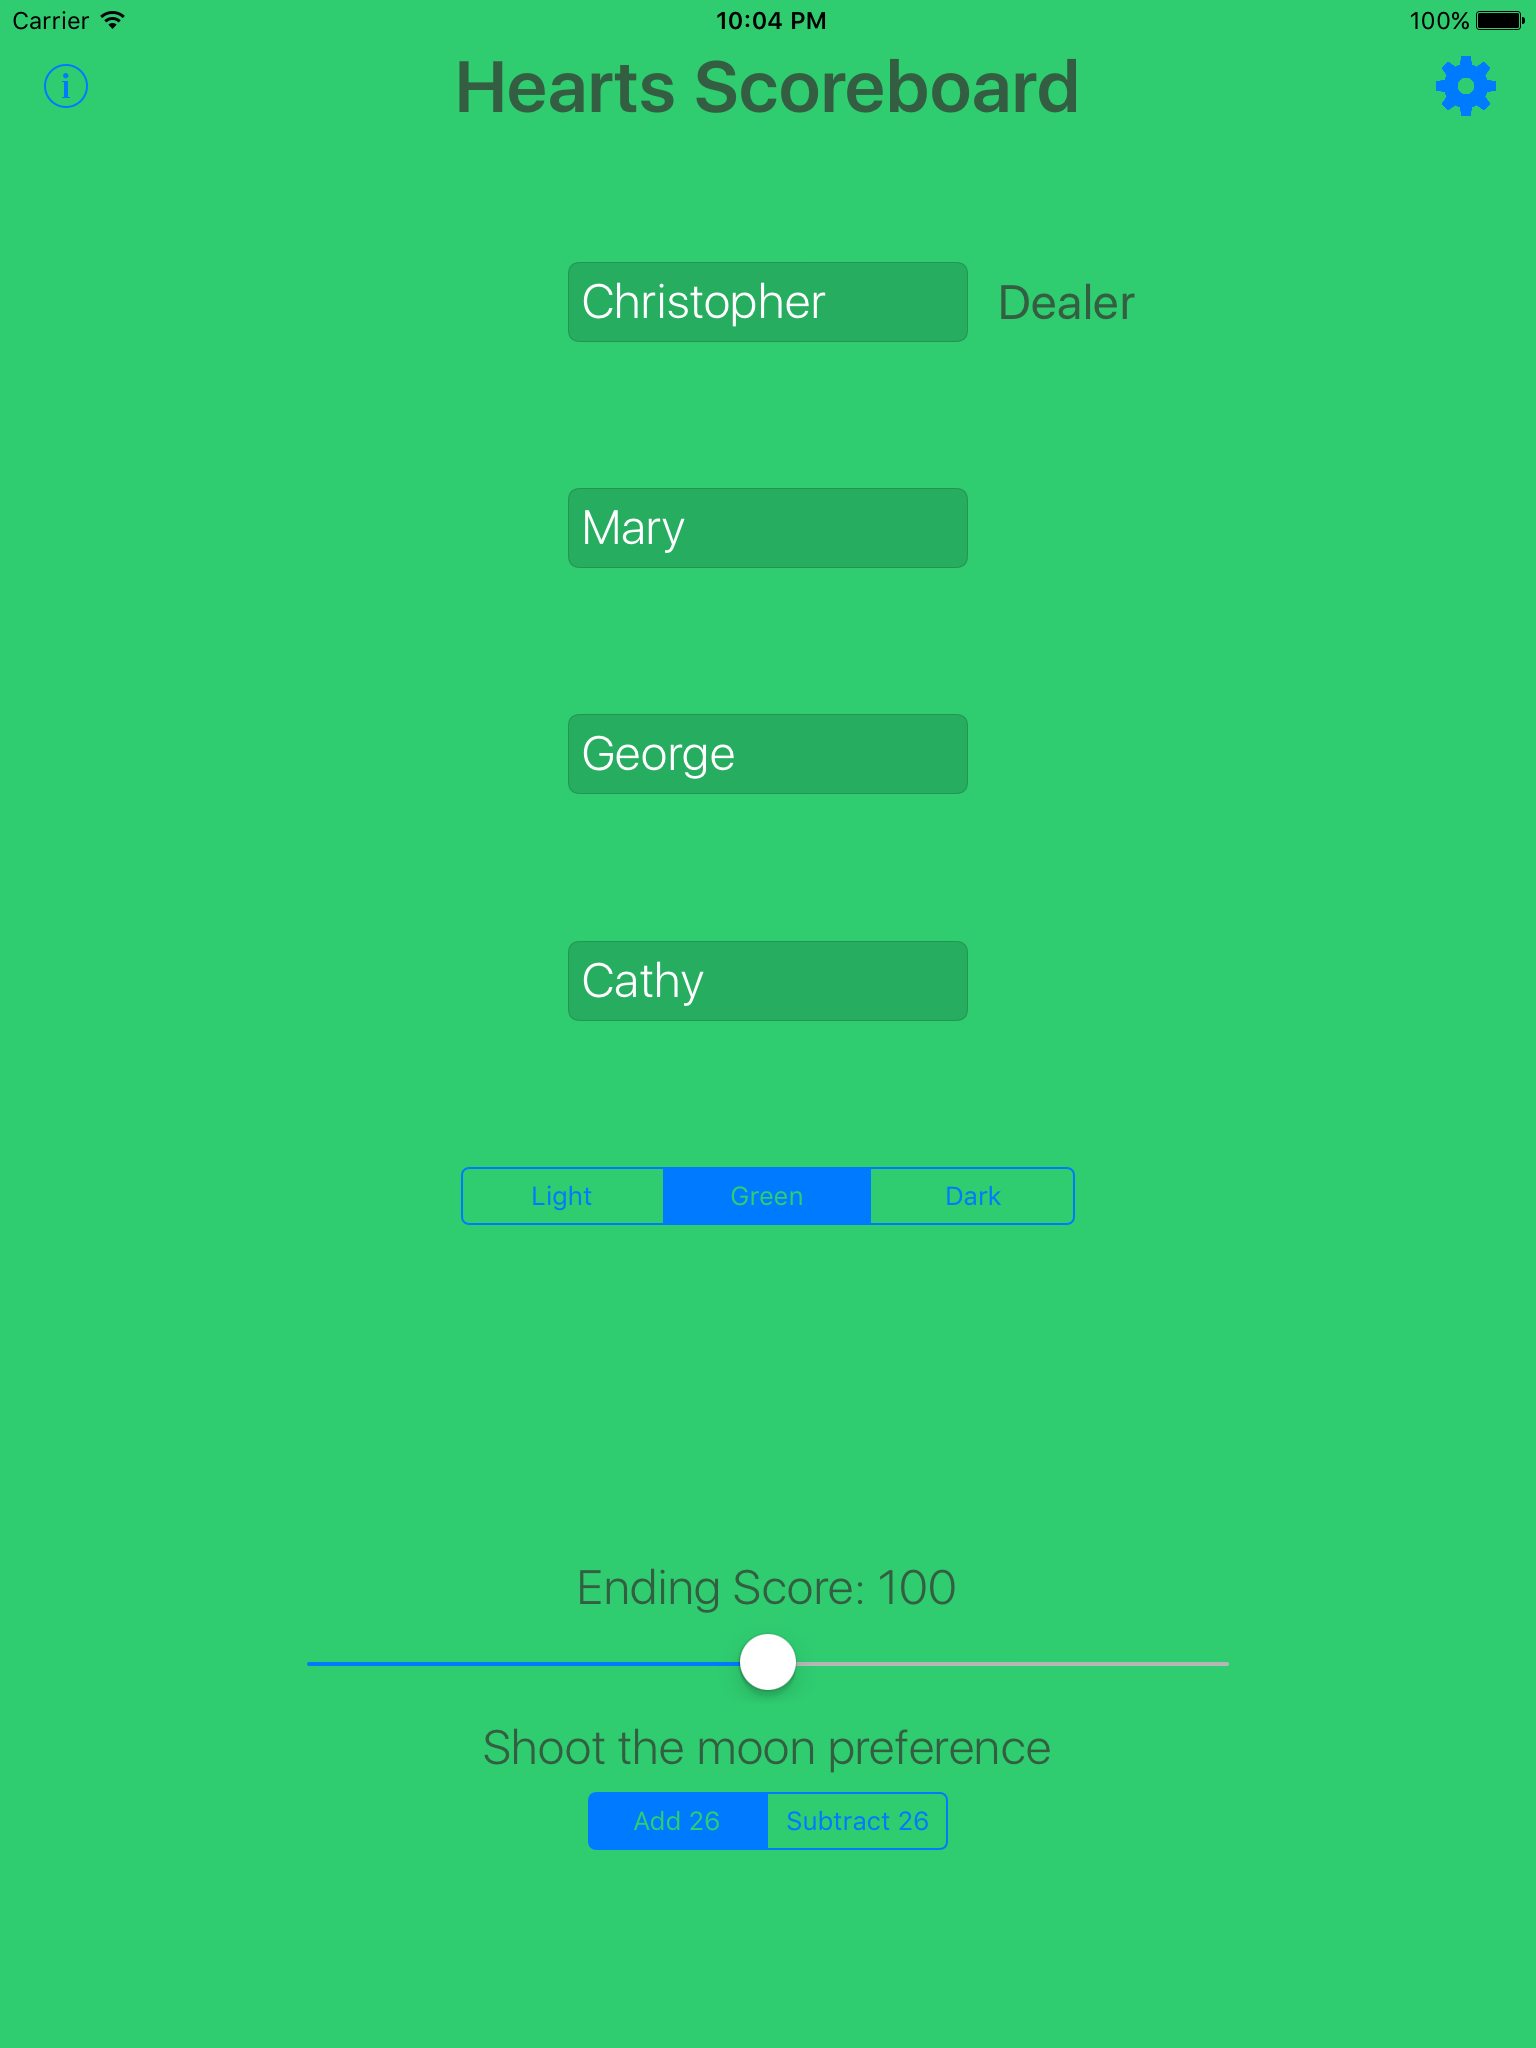 Carrier 10:04 PM 100%
i Hearts Scoreboard
Christopher Dealer
Mary
George
Cathy
Light Green Dark
Ending Score: 100
Shoot the moon preference
Add 26 Subtract 26